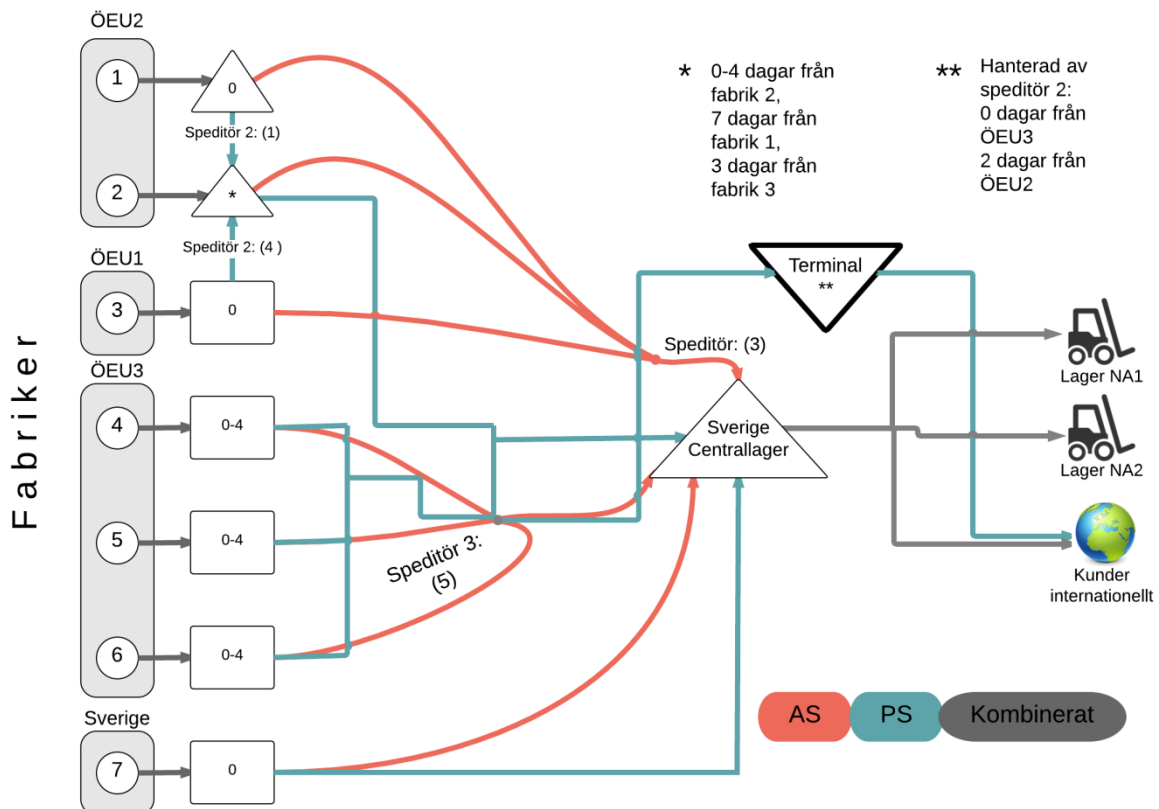 ÖEU2
1
0
Speditör 2: (1)
2
*
Speditör 2: (4 )
ÖEU1
3
0
ÖEU3
4
0-4
5
0-4
6
0-4
Sverige
7
0
Fabriker
* 0-4 dagar från
fabrik 2,
7 dagar från
fabrik 1,
3 dagar från
fabrik 3
** Hanterad av
speditör 2:
0 dagar från
ÖEU3
2 dagar från
ÖEU2
Terminal
**
Speditör: (3)
Sverige
Centrallager
Speditör 3:
(5)
Lager NA1
Lager NA2
Kunder
internationellt
AS
PS
Kombinerat